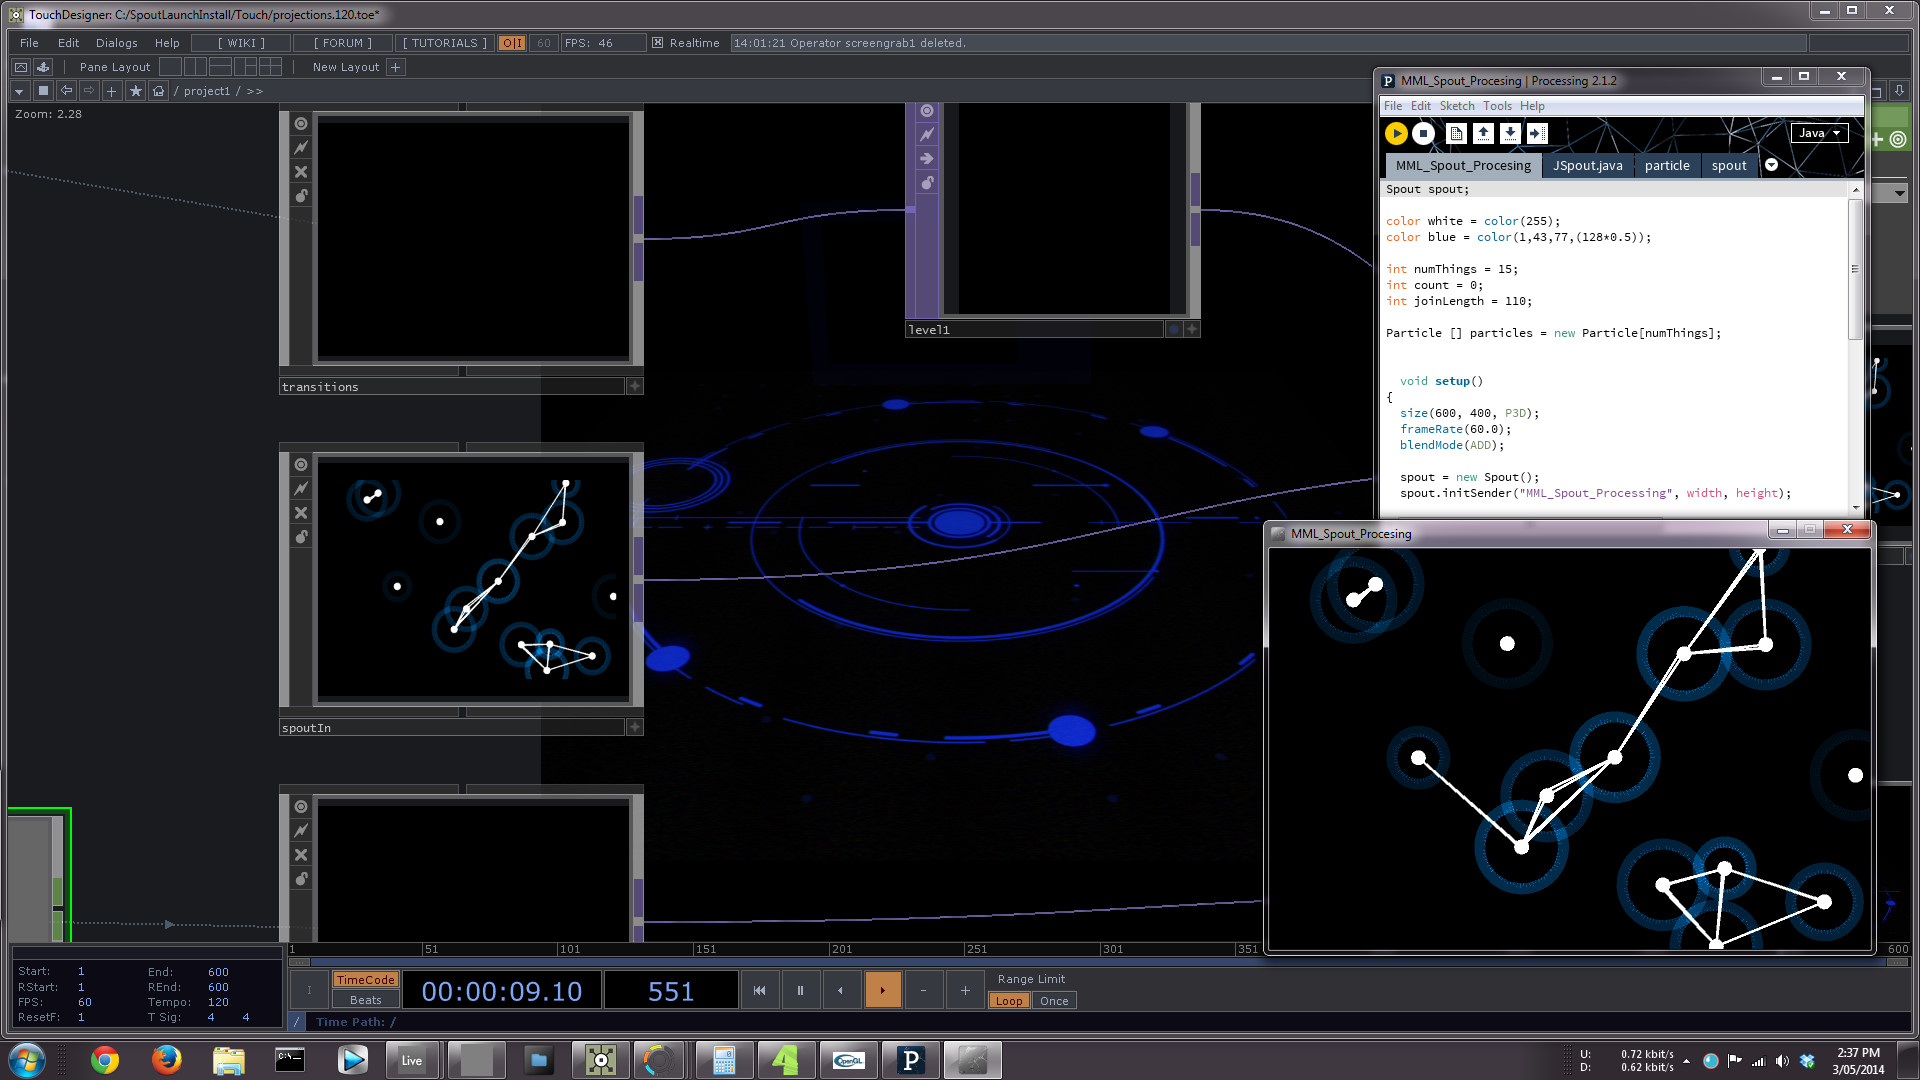 TouchDesigner: C:/SpoutLaunchInstall/Touch/projections.120.toe*
File Edit Dialogs Help [ WIKI ] [ FORUM ] [ TUTORIALS ] O|I 60 FPS: 46 Realtime 14:01:21 Operator screengrab1 deleted.
Pane Layout New Layout +
/ project1 / >>
Zoom: 2.28
transitions
level1
spoutIn
MML_Spout_Procesing | Processing 2.1.2
File Edit Sketch Tools Help
Java
MML_Spout_Procesing JSpout.java particle spout
Spout spout;
color white = color(255);
color blue = color(1,43,77,(128*0.5));
int numThings = 15;
int count = 0;
int joinLength = 110;
Particle [] particles = new Particle[numThings];
void setup()
{
size(600, 400, P3D);
frameRate(60.0);
blendMode(ADD);
spout = new Spout();
spout.initSender("MML_Spout_Processing", width, height);
MML_Spout_Procesing
1 51 101 151 201 251 301 351 600
Start: 1 End: 600
RStart: 1 REnd: 600
FPS: 60 Tempo: 120
ResetF: 1 T Sig: 4 4
TimeCode
Beats
00:00:09.10
551
Range Limit
Loop Once
/ Time Path: /
Live
OpenGL
P
U: 0.72 kbit/s
D: 0.62 kbit/s
2:37 PM
3/05/2014